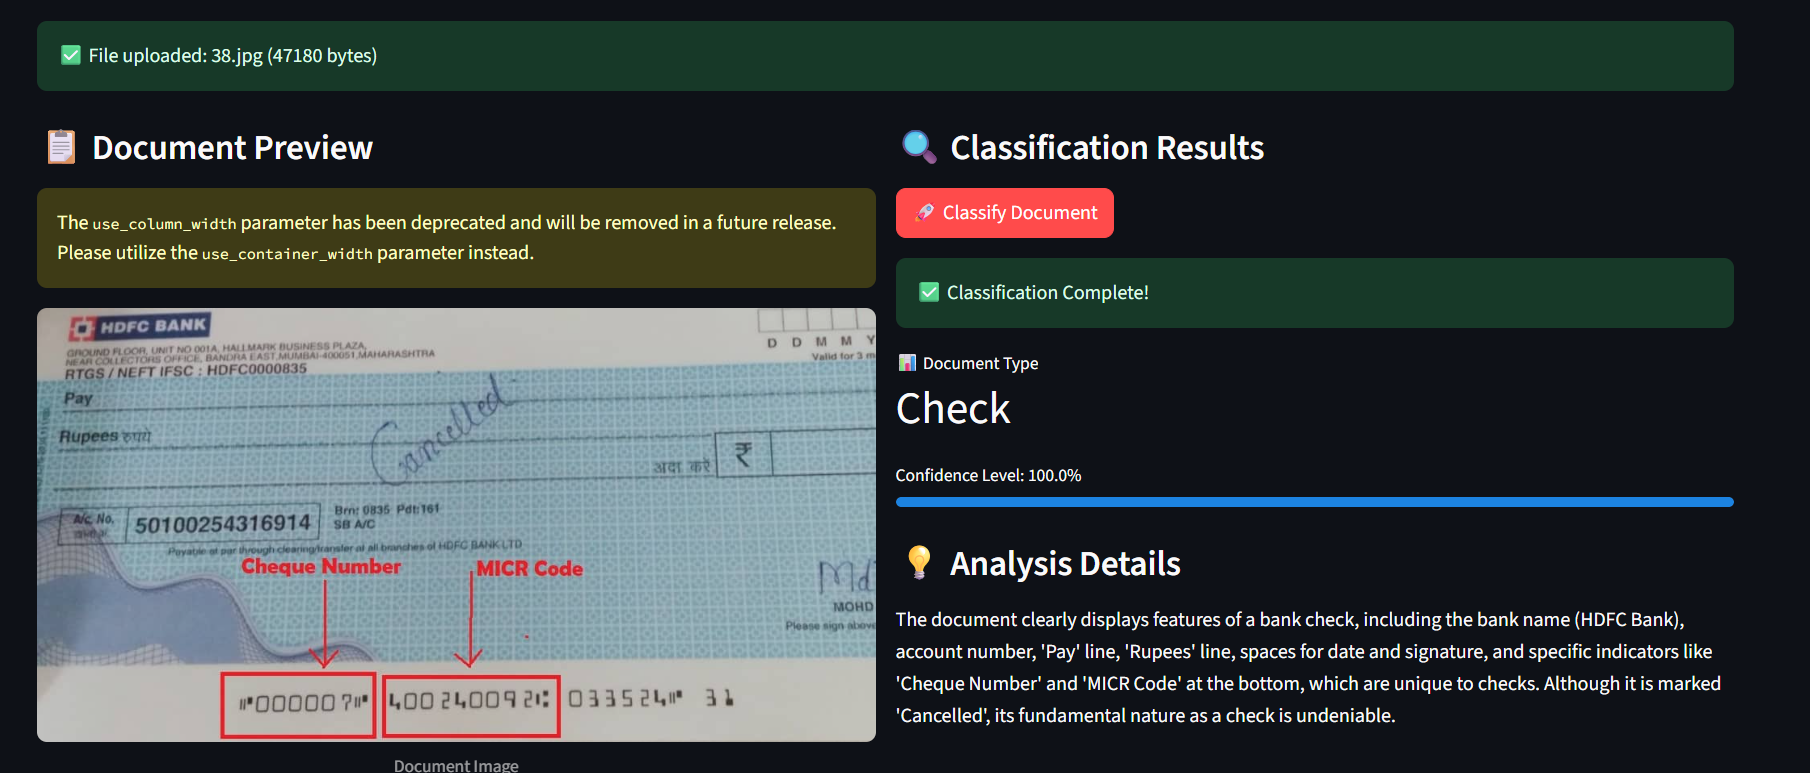 ✅ File uploaded: 38.jpg (47180 bytes)
📋 Document Preview
The use_column_width parameter has been deprecated and will be removed in a future release.
Please utilize the use_container_width parameter instead.
HDFC BANK
GROUND FLOOR, UNIT NO 001A, HALLMARK BUSINESS PLAZA,
NEAR COLLECTORS OFFICE, BANDRA EAST,MUMBAI-400051,MAHARASHTRA
RTGS / NEFT IFSC : HDFC0000835
D D M M Y
Valid for 3 m
Pay
Cancelled
Rupees रुपये
अदा करें ₹
A/c. No. 50100254316914
Brn: 0835 Pdt:161
SB A/C
Payable at par through clearing/transfer at all branches of HDFC BANK LTD
Cheque Number
MICR Code
Md
MOHD
Please sign above
⑈000007⑈ 400240092⑆ 033524⑈ 31
Document Image
🔍 Classification Results
🚀 Classify Document
✅ Classification Complete!
📊 Document Type
Check
Confidence Level: 100.0%
💡 Analysis Details
The document clearly displays features of a bank check, including the bank name (HDFC Bank),
account number, 'Pay' line, 'Rupees' line, spaces for date and signature, and specific indicators like
'Cheque Number' and 'MICR Code' at the bottom, which are unique to checks. Although it is marked
'Cancelled', its fundamental nature as a check is undeniable.